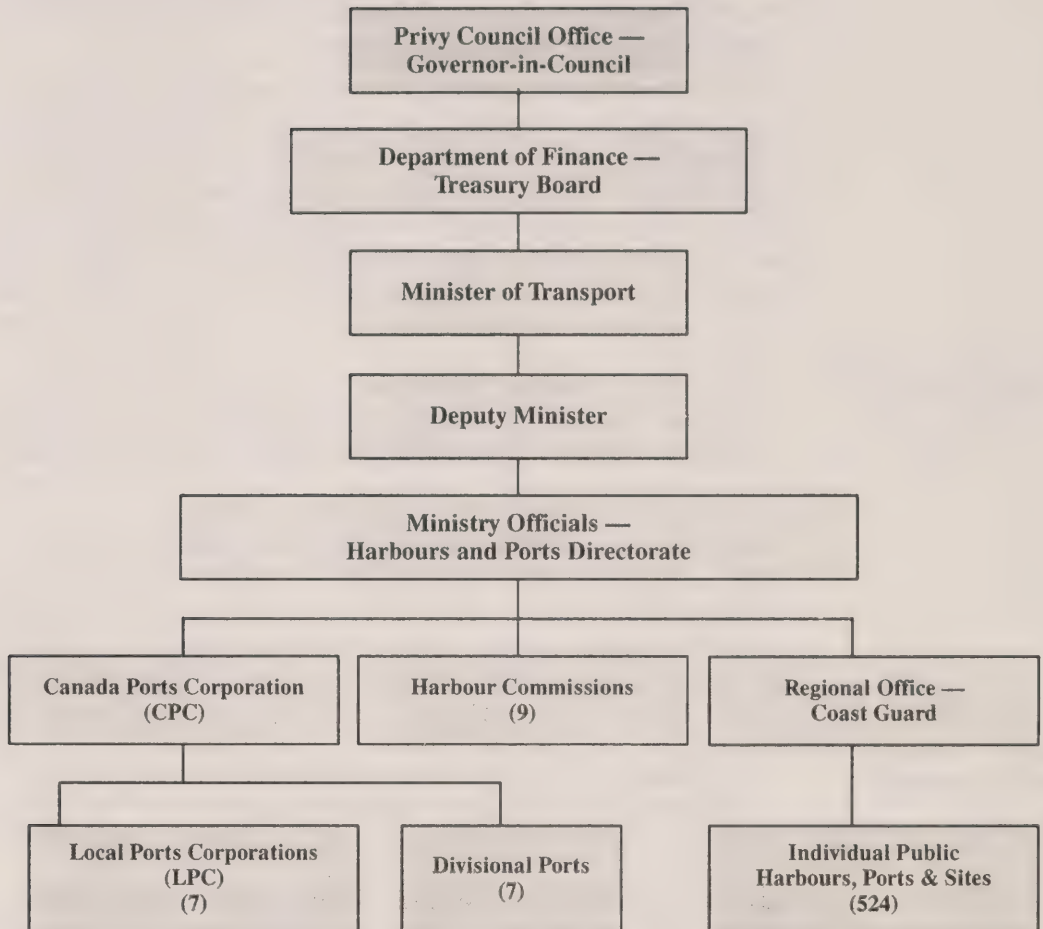 Privy Council Office —
Governor-in-Council
Department of Finance —
Treasury Board
Minister of Transport
Deputy Minister
Ministry Officials —
Harbours and Ports Directorate
Canada Ports Corporation
(CPC)
Harbour Commissions
(9)
Regional Office —
Coast Guard
Local Ports Corporations
(LPC)
(7)
Divisional Ports
(7)
Individual Public
Harbours, Ports & Sites
(524)